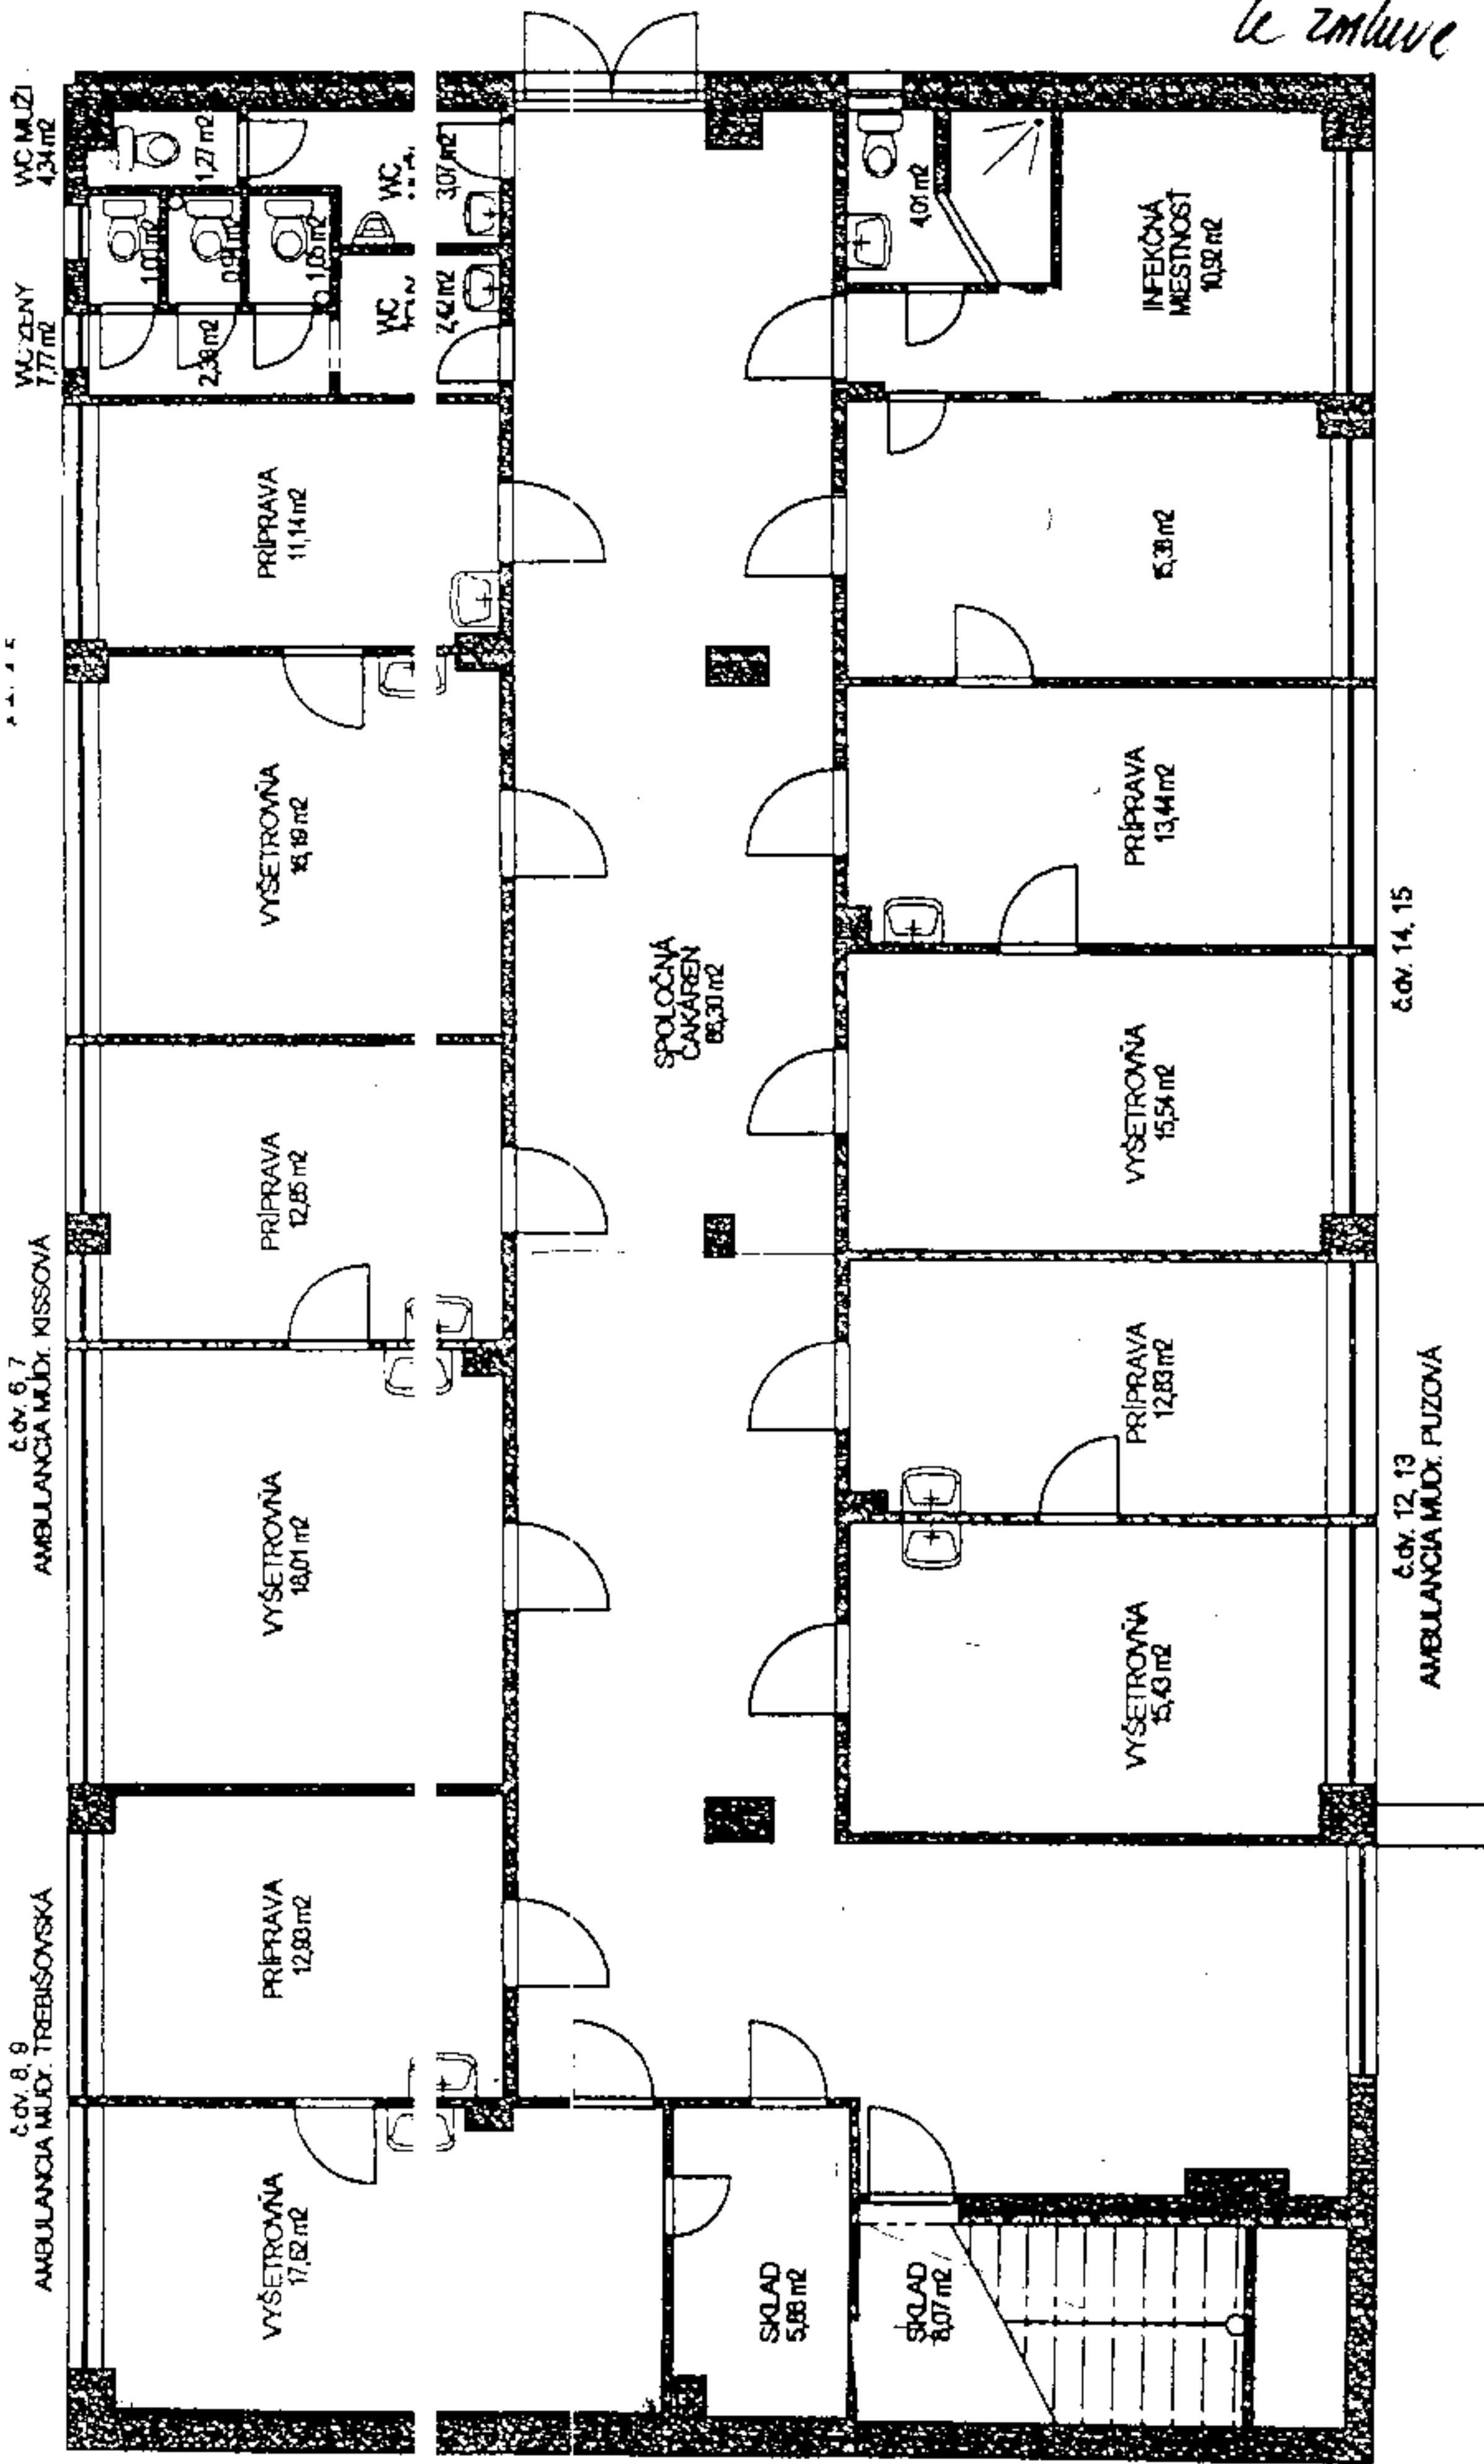 k zmluve
WC MUŽI
4,34 m2
WC ŽENY
7,77 m2
1,27 m2
WC
3,07 m2
1,01 m2
1,05 m2
2,38 m2
WC
2,42 m2
4,01 m2
INFEKČNÁ
MIESTNOSŤ
10,92 m2
PRÍPRAVA
11,14 m2
15,38 m2
VYŠETROVŇA
16,19 m2
PRÍPRAVA
13,44 m2
SPOLOČNÁ
ČAKÁREŇ
86,30 m2
č.dv. 14, 15
VYŠETROVŇA
15,54 m2
č.dv. 6, 7
AMBULANCIA MUDr. KISSOVÁ
PRÍPRAVA
12,85 m2
VYŠETROVŇA
18,01 m2
PRÍPRAVA
12,83 m2
č.dv. 12, 13
AMBULANCIA MUDr. PUZOVÁ
VYŠETROVŇA
15,43 m2
č.dv. 8, 9
AMBULANCIA MUDr. TREBIŠOVSKÁ
PRÍPRAVA
12,93 m2
VYŠETROVŇA
17,62 m2
SKLAD
5,88 m2
SKLAD
8,07 m2